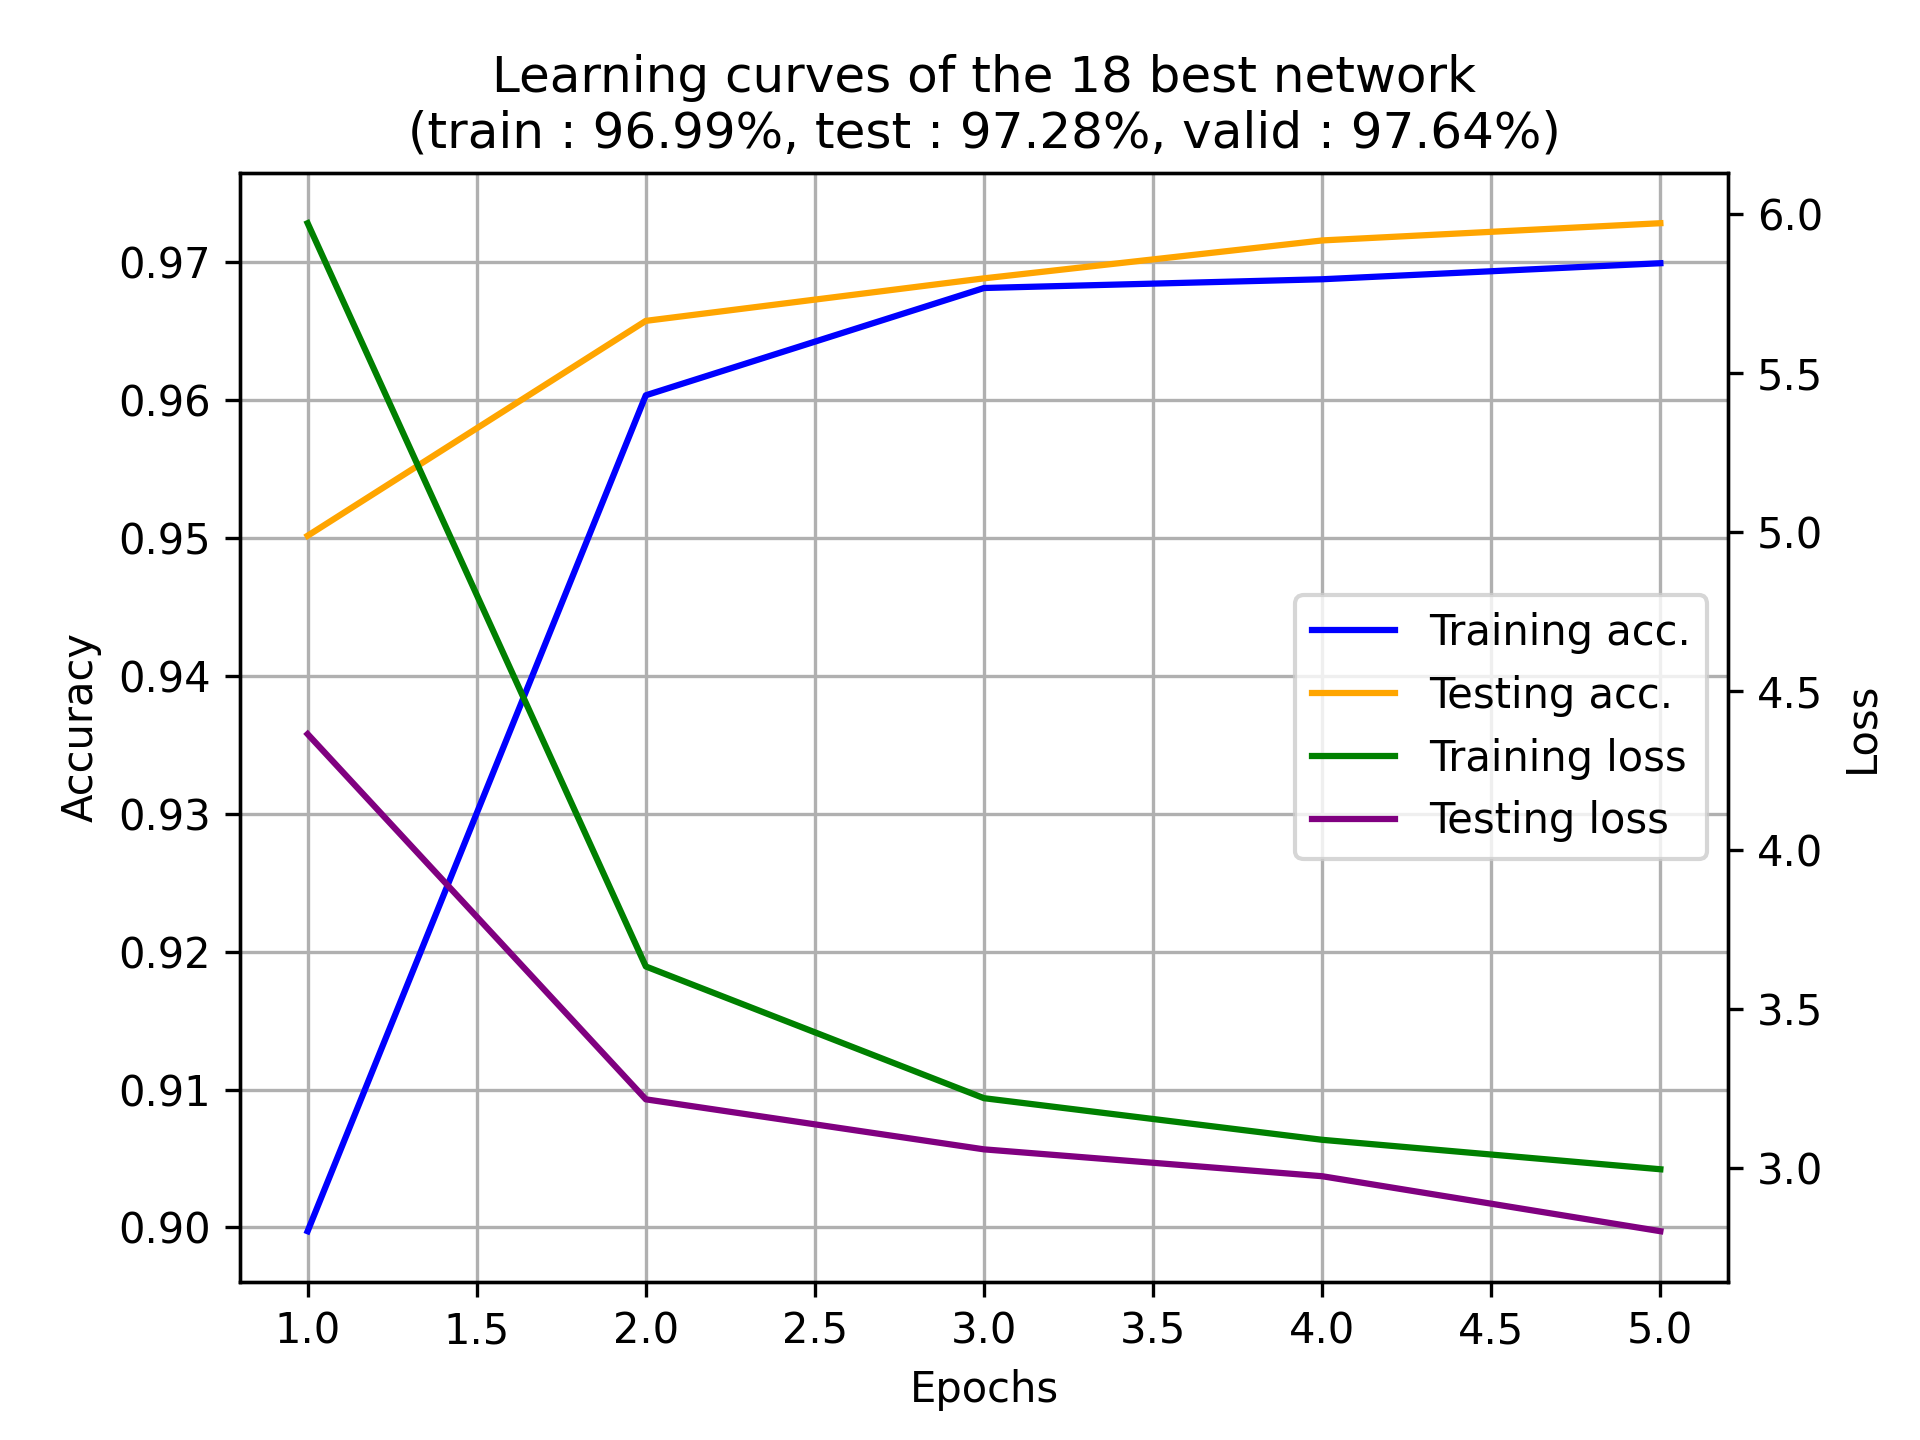 Learning curves of the 18 best network
(train : 96.99%, test : 97.28%, valid : 97.64%)
Accuracy
0.97
0.96
0.95
0.94
0.93
0.92
0.91
0.90
6.0
5.5
5.0
4.5
4.0
3.5
3.0
Loss
Training acc.
Testing acc.
Training loss
Testing loss
1.0 1.5 2.0 2.5 3.0 3.5 4.0 4.5 5.0
Epochs